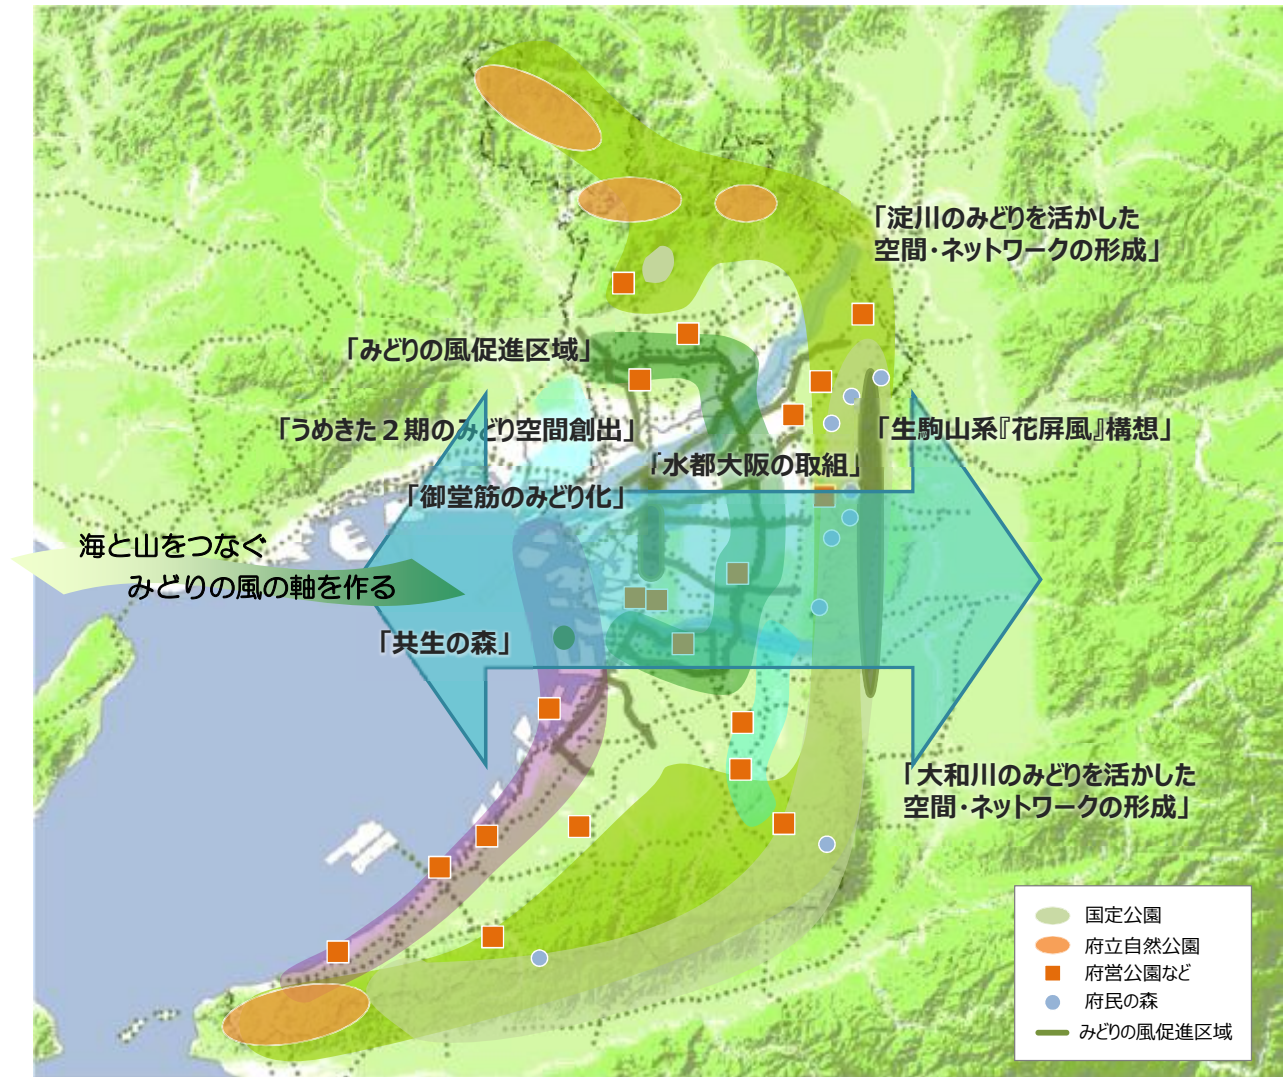 「淀川のみどりを活かした
空間・ネットワークの形成」
「みどりの風促進区域」
「うめきた２期のみどり空間創出」
「生駒山系『花屏風』構想」
「水都大阪の取組」
「御堂筋のみどり化」
海と山をつなぐ
みどりの風の軸を作る
「共生の森」
「大和川のみどりを活かした
空間・ネットワークの形成」
国定公園
府立自然公園
府営公園など
府民の森
みどりの風促進区域